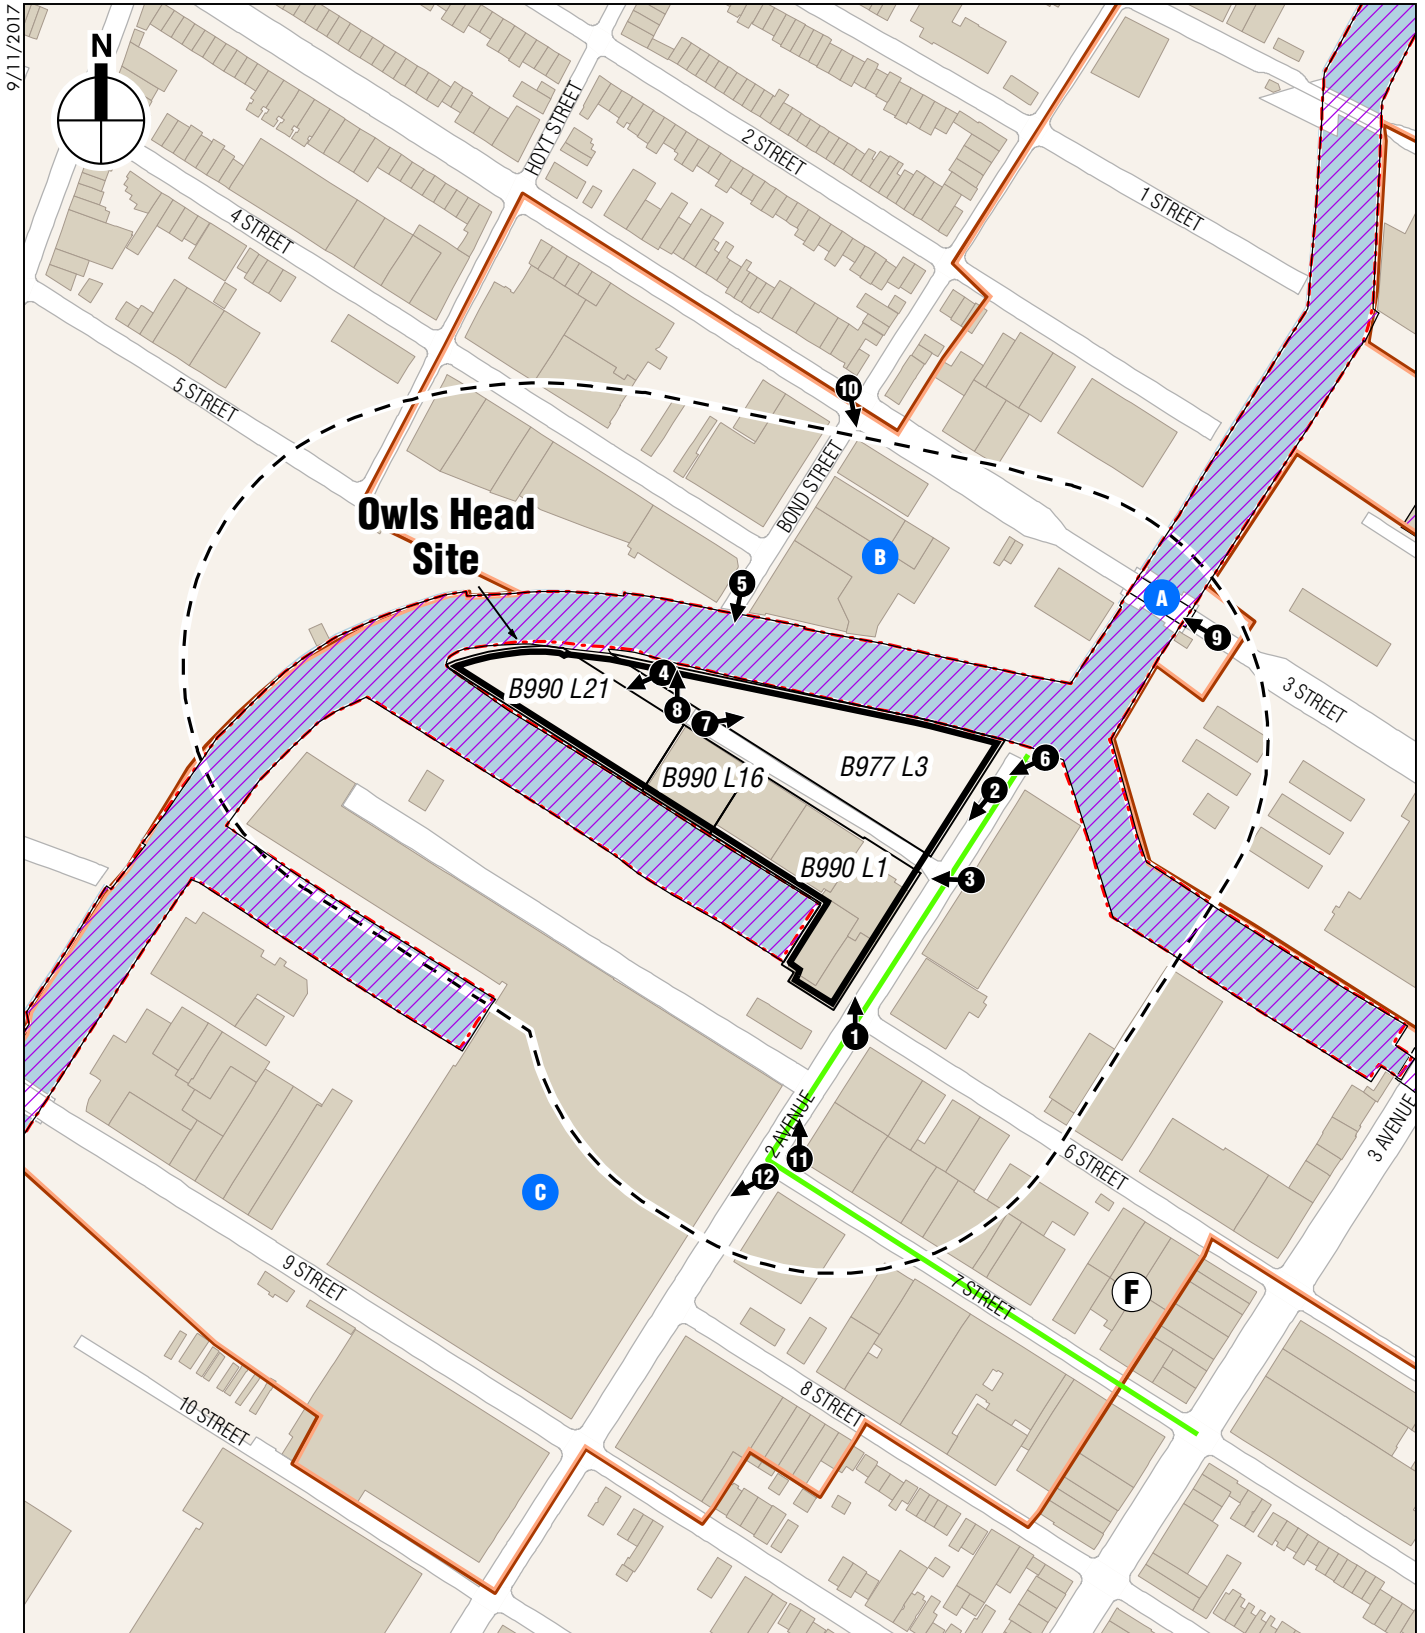 9/11/2017
N
HOYT STREET
2 STREET
1 STREET
4 STREET
5 STREET
10
BOND STREET
Owls Head
Site
B
5
A
9
3 STREET
B990 L21
4
8
7
B977 L3
6
B990 L16
2
B990 L1
3
1
2 AVENUE
11
12
6 STREET
3 AVENUE
C
9 STREET
7 STREET
F
8 STREET
10 STREET